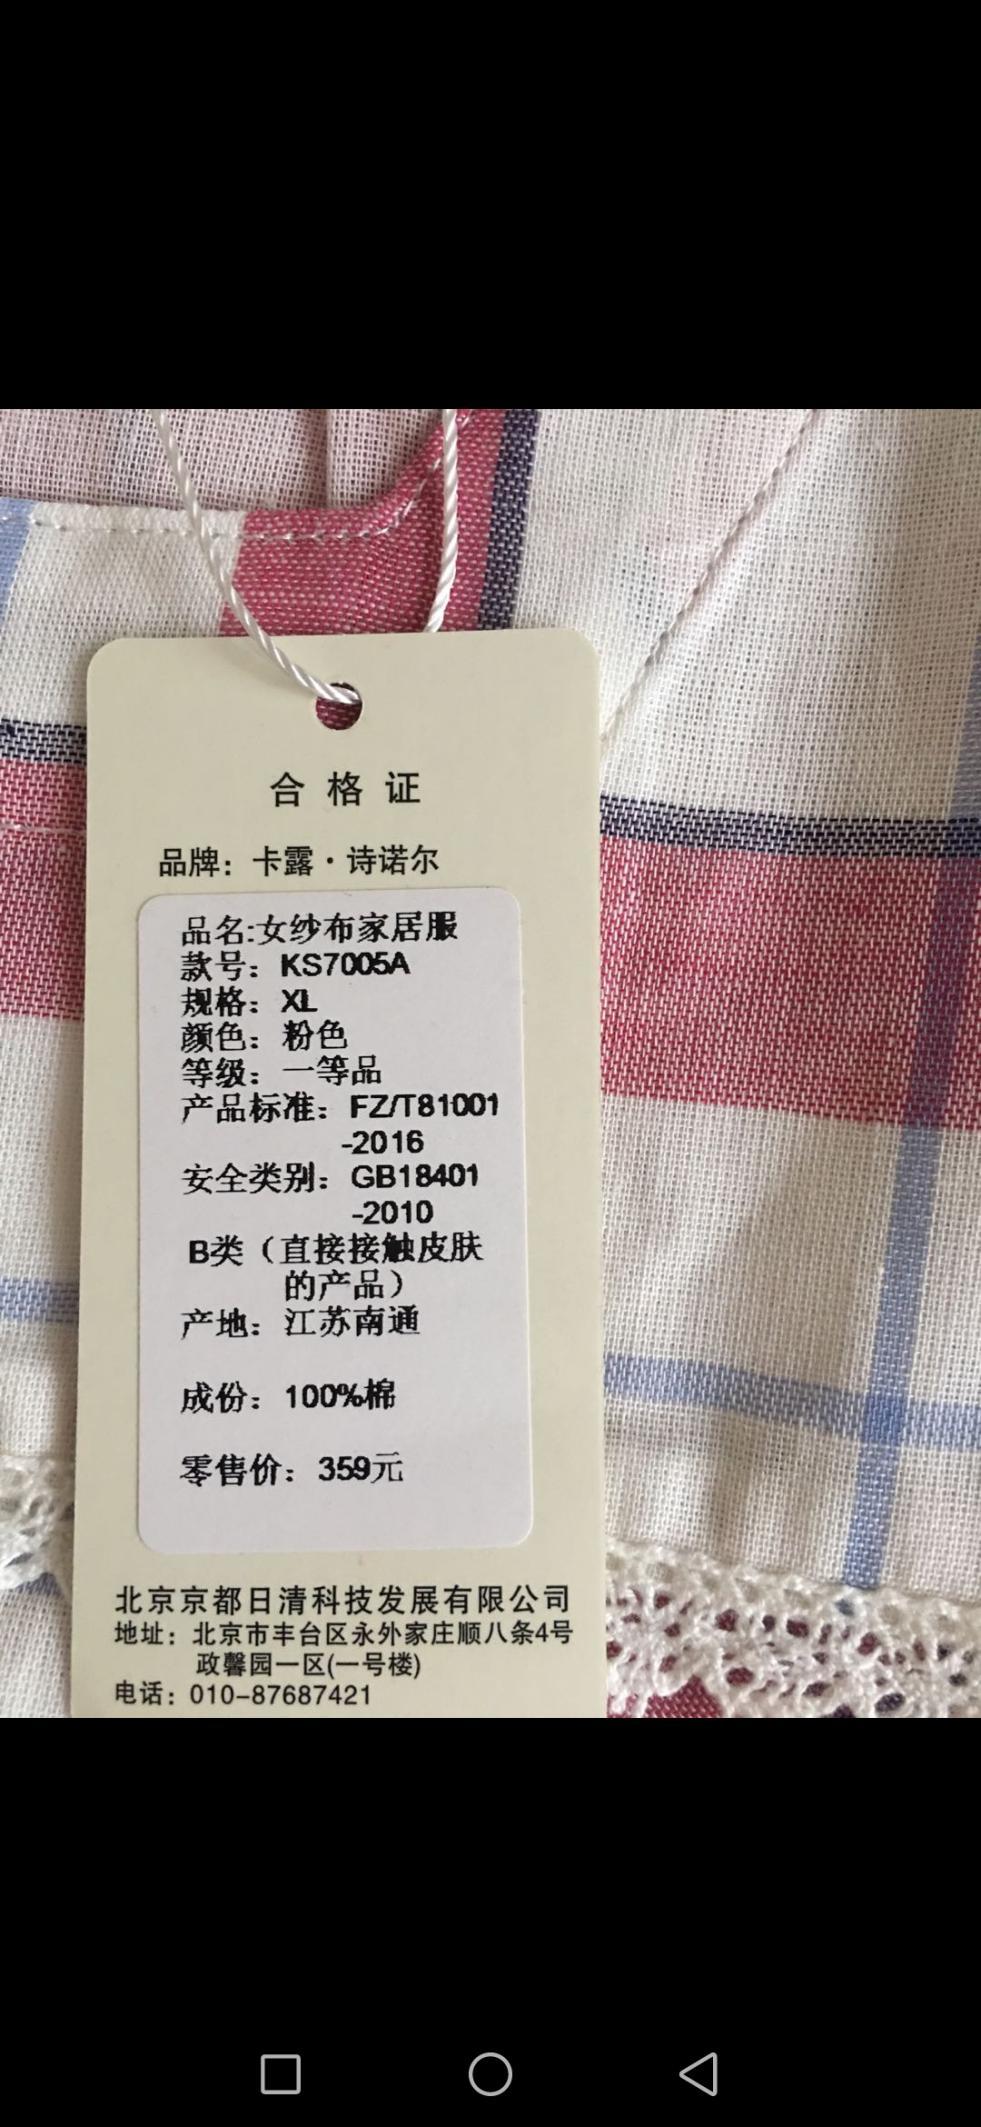 合格证
品牌：卡露·诗诺尔
品名:女纱布家居服
款号：KS7005A
规格：XL
颜色：粉色
等级：一等品
产品标准：FZ/T81001
-2016
安全类别：GB18401
-2010
B类（直接接触皮肤
的产品）
产地：江苏南通
成份：100%棉
零售价：359元
北京京都日清科技发展有限公司
地址：北京市丰台区永外家庄顺八条4号
政馨园一区(一号楼)
电话：010-87687421